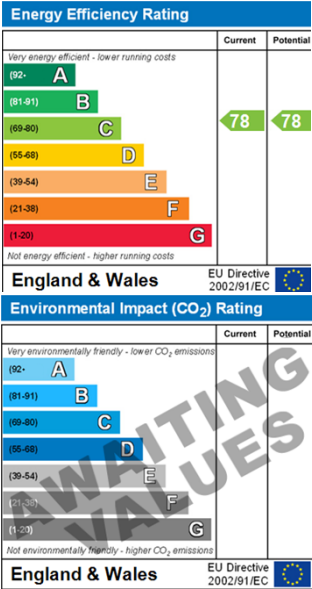 Energy Efficiency Rating
Current Potential
Very energy efficient - lower running costs
(92- A
(81-91) B
(69-80) C 78 78
(55-68) D
(39-54) E
(21-38) F
(1-20) G
Not energy efficient - higher running costs
England & Wales EU Directive
2002/91/EC
Environmental Impact (CO2) Rating
Current Potential
Very environmentally friendly - lower CO2 emissions
(92- A
(81-91) B
(69-80) C
(55-68) D
(39-54) E
(21-38) F
(1-20) G
AWAITING
VALUES
Not environmentally friendly - higher CO2 emissions
England & Wales EU Directive
2002/91/EC